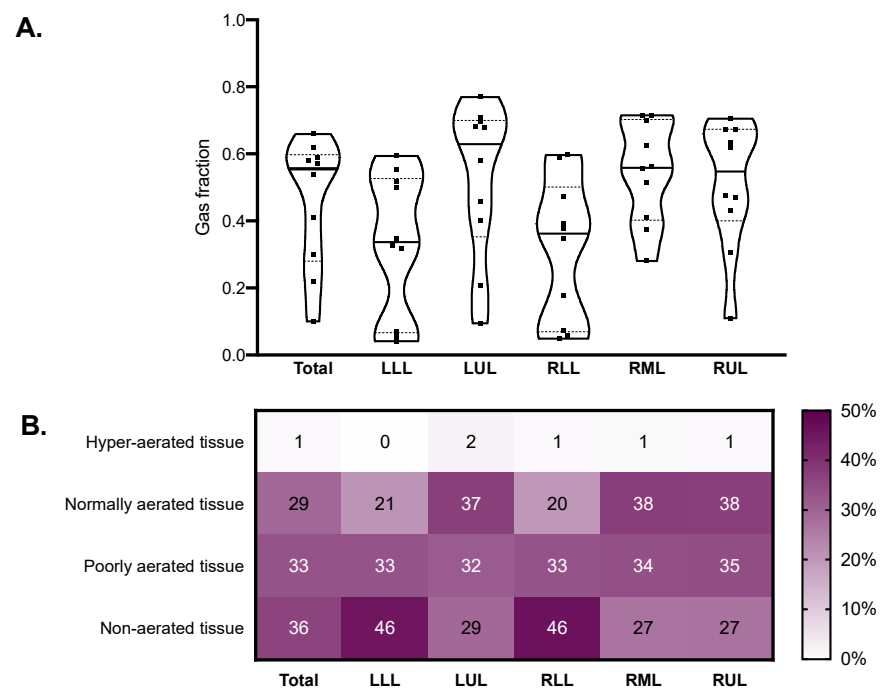 A.
Gas fraction
1.0
0.8
0.6
0.4
0.2
0.0
Total LLL LUL RLL RML RUL
B.
Hyper-aerated tissue 1 0 2 1 1 1
Normally aerated tissue 29 21 37 20 38 38
Poorly aerated tissue 33 33 32 33 34 35
Non-aerated tissue 36 46 29 46 27 27
Total LLL LUL RLL RML RUL
50%
40%
30%
20%
10%
0%